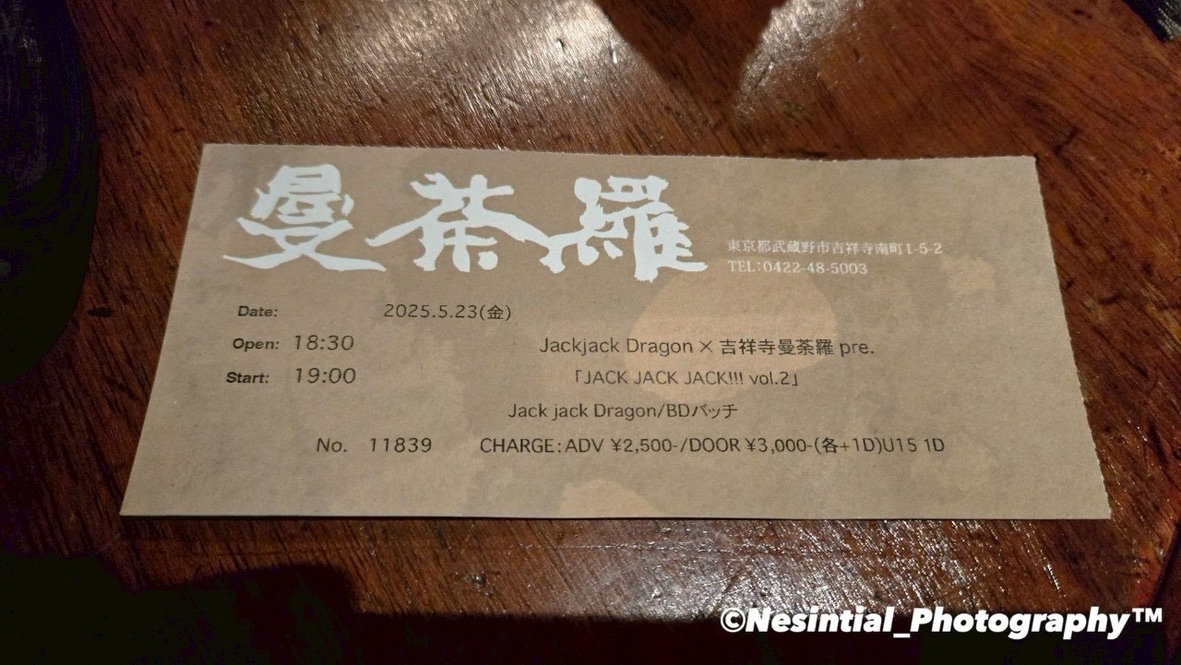 曼荼羅
東京都武蔵野市吉祥寺南町1-5-2
TEL:0422-48-5003
Date: 2025.5.23(金)
Open: 18:30
Jackjack Dragon × 吉祥寺曼荼羅 pre.
Start: 19:00
「JACK JACK JACK!!! vol.2」
Jack jack Dragon/BDバッチ
No. 11839 CHARGE:ADV ¥2,500-/DOOR ¥3,000-(各+1D)U15 1D
©Nesintial_Photography™